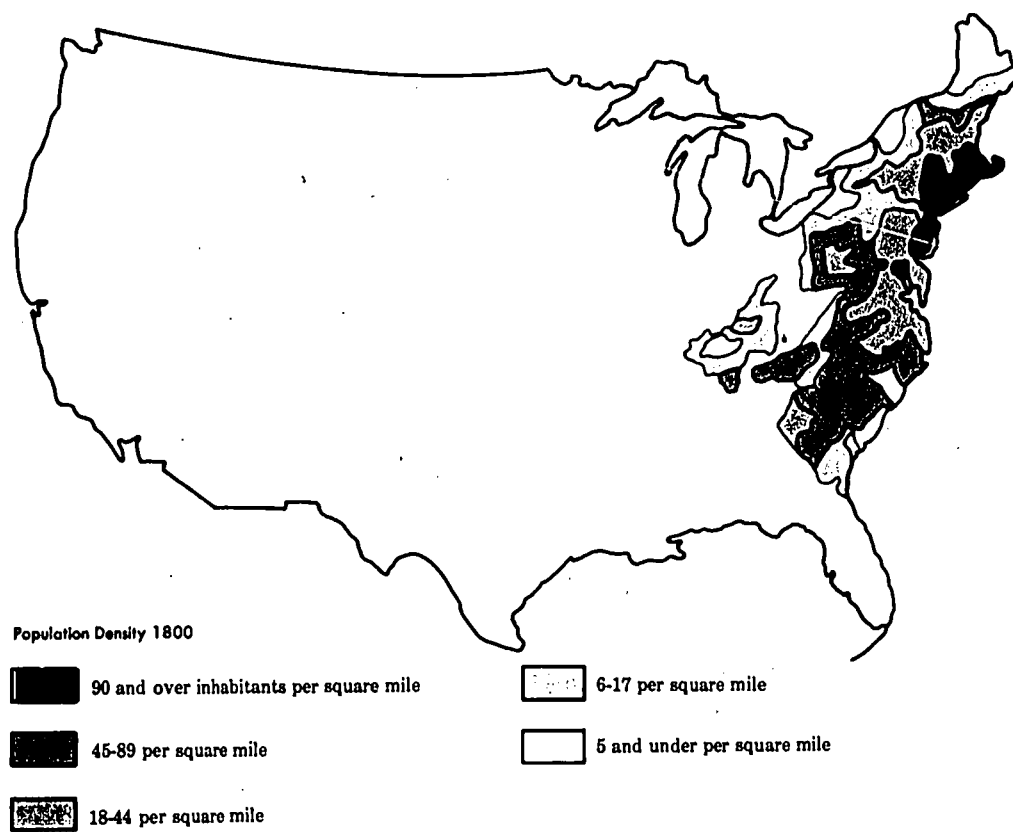 Population Density 1800
90 and over inhabitants per square mile
45-89 per square mile
18-44 per square mile
6-17 per square mile
5 and under per square mile